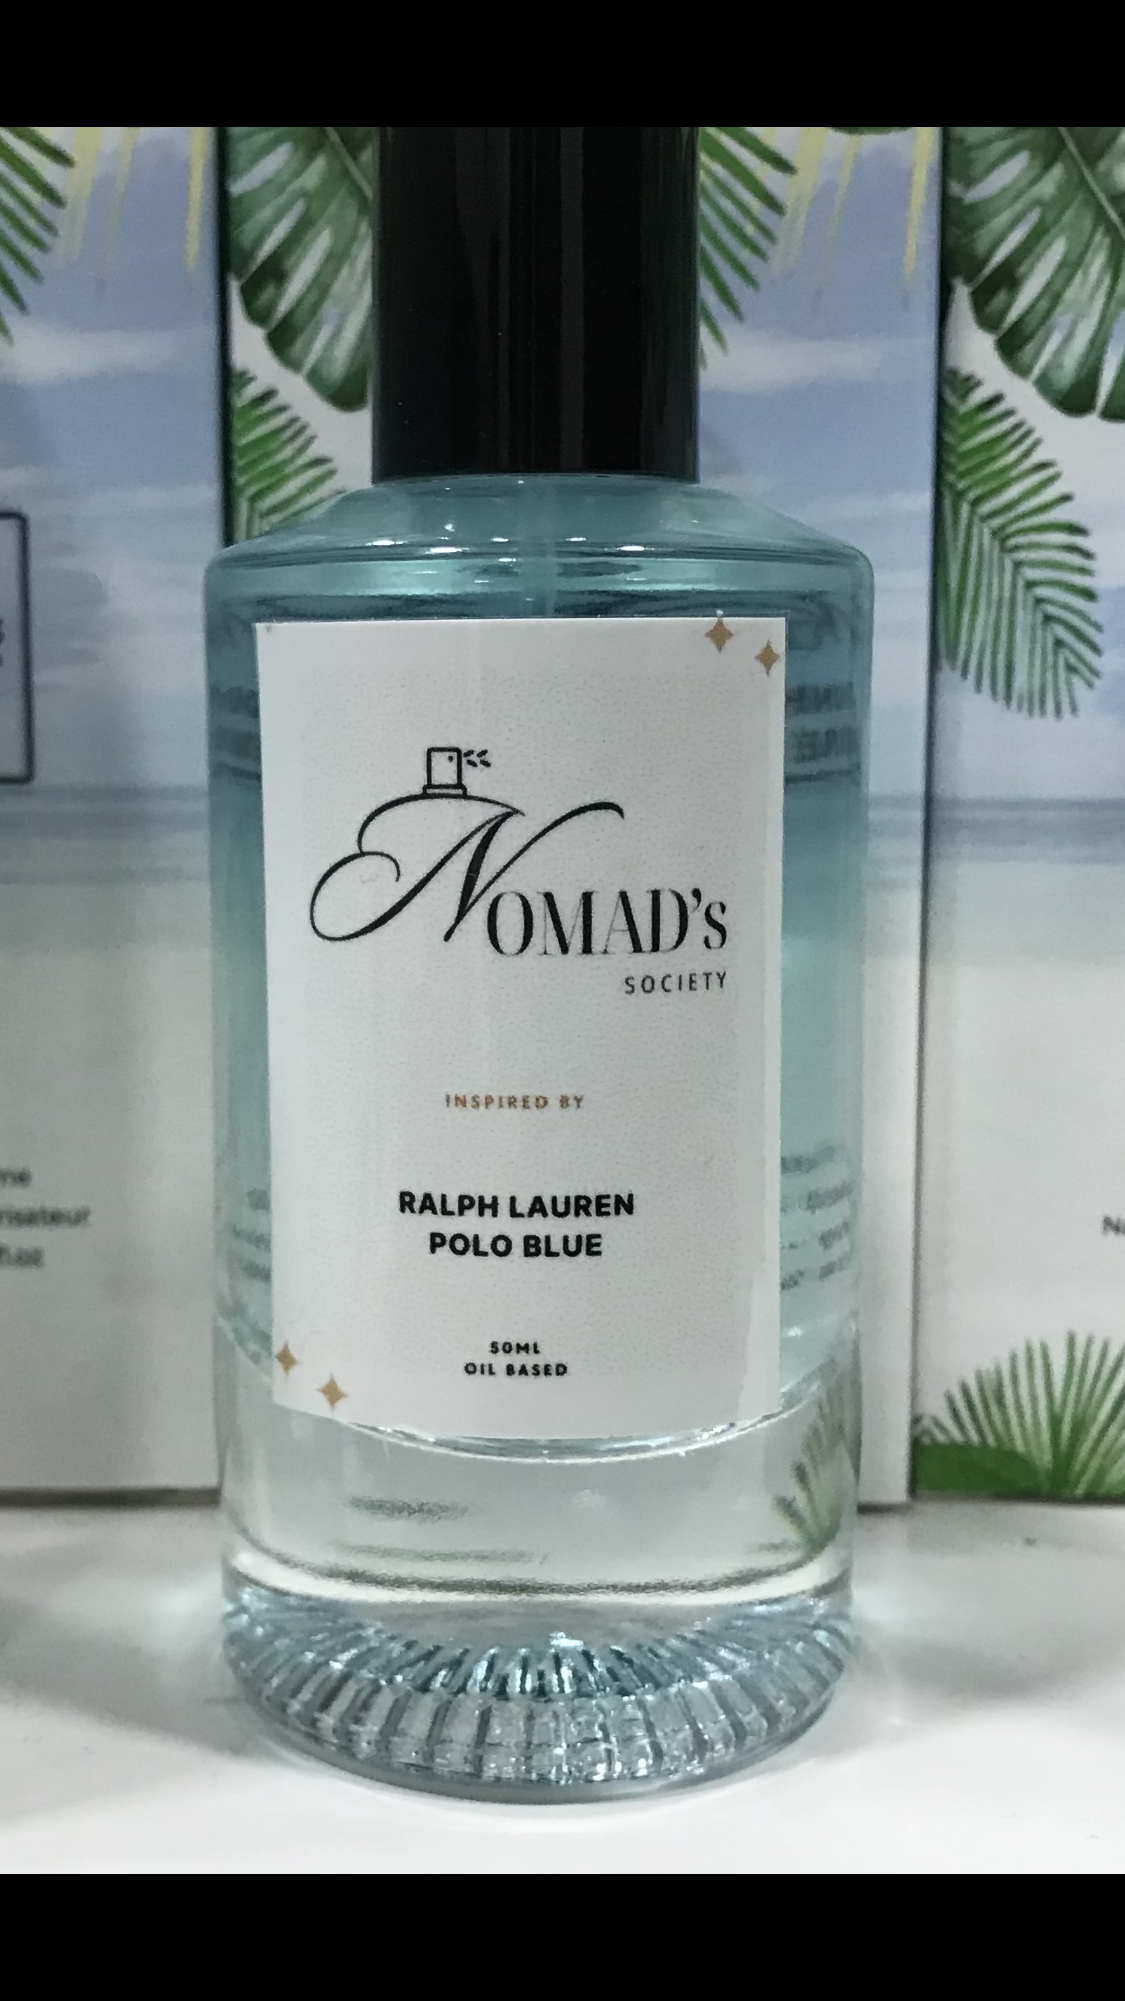 NOMAD's
SOCIETY
INSPIRED BY
RALPH LAUREN
POLO BLUE
50ML
OIL BASED